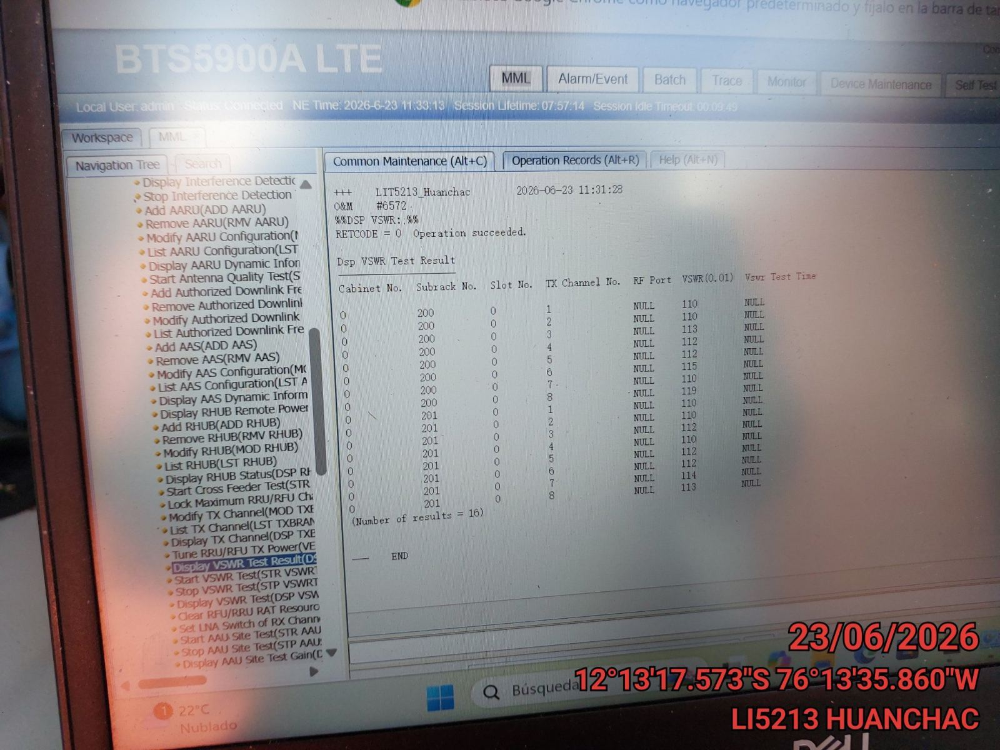 navegador predeterminado y fíjalo en la barra de
BTS5900A LTE
MML Alarm/Event Batch Trace Monitor Device Maintenance Self Test
Local User: admin Status: Connected NE Time: 2026-6-23 11:33:13 Session Lifetime: 07:57:14 Session Idle Timeout: 00:09:49
Workspace MML
Navigation Tree Search
Common Maintenance (Alt+C) Operation Records (Alt+R) Help (Alt+N)
Display Interference Detectic
Stop Interference Detection
Add AARU(ADD AARU)
Remove AARU(RMV AARU)
Modify AARU Configuration(M
List AARU Configuration(LST
Display AARU Dynamic Infor
Start Antenna Quality Test(S
Add Authorized Downlink Fre
Remove Authorized Downlinl
Modify Authorized Downlink
List Authorized Downlink Fre
Add AAS(ADD AAS)
Remove AAS(RMV AAS)
Modify AAS Configuration(MC
List AAS Configuration(LST A
Display AAS Dynamic Inform
Display RHUB Remote Power
Add RHUB(ADD RHUB)
Remove RHUB(RMV RHUB)
Modify RHUB(MOD RHUB)
List RHUB(LST RHUB)
Display RHUB Status(DSP RH
Start Cross Feeder Test(STR
Lock Maximum RRU/RFU Cha
Modify TX Channel(MOD TXE
List TX Channel(LST TXBRAN
Display TX Channel(DSP TXE
Tune RRU/RFU TX Power(VE
Display VSWR Test Result(DS
Start VSWR Test(STR VSWRT
Stop VSWR Test(STP VSWRT
Display VSWR Test(DSP VSW
Clear RFU/RRU RAT Resourc
Set LNA Switch of RX Chann
Start AAU Site Test(STR AAU
Stop AAU Site Test(STP AAU
Display AAU Site Test Gain(D
+++ LIT5213_Huanchac 2026-06-23 11:31:28
O&M #6572
%%DSP VSWR:;%%
RETCODE = 0 Operation succeeded.
Dsp VSWR Test Result
Cabinet No. Subrack No. Slot No. TX Channel No. RF Port VSWR(0.01) Vswr Test Time
0 200 0 1 NULL 110 NULL
0 200 0 2 NULL 110 NULL
0 200 0 3 NULL 113 NULL
0 200 0 4 NULL 112 NULL
0 200 0 5 NULL 112 NULL
0 200 0 6 NULL 115 NULL
0 200 0 7 NULL 110 NULL
0 200 0 8 NULL 119 NULL
0 201 0 1 NULL 110 NULL
0 201 0 2 NULL 110 NULL
0 201 0 3 NULL 112 NULL
0 201 0 4 NULL 110 NULL
0 201 0 5 NULL 112 NULL
0 201 0 6 NULL 112 NULL
0 201 0 7 NULL 114 NULL
0 201 0 8 NULL 113 NULL
(Number of results = 16)
--- END
Búsqueda
1 22°C
Nublado
23/06/2026
12°13'17.573"S 76°13'35.860"W
LI5213 HUANCHAC
DELL